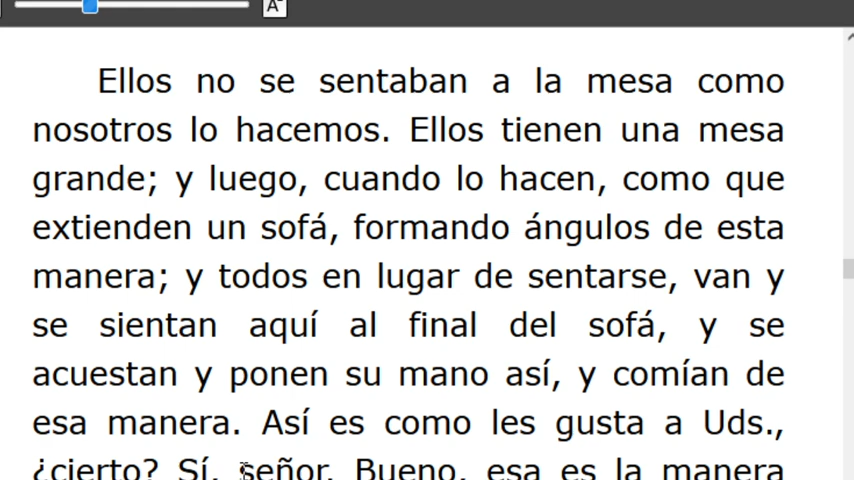 A
Ellos no se sentaban a la mesa como
nosotros lo hacemos. Ellos tienen una mesa
grande; y luego, cuando lo hacen, como que
extienden un sofá, formando ángulos de esta
manera; y todos en lugar de sentarse, van y
se sientan aquí al final del sofá, y se
acuestan y ponen su mano así, y comían de
esa manera. Así es como les gusta a Uds.,
¿cierto? Sí, señor. Bueno, esa es la manera